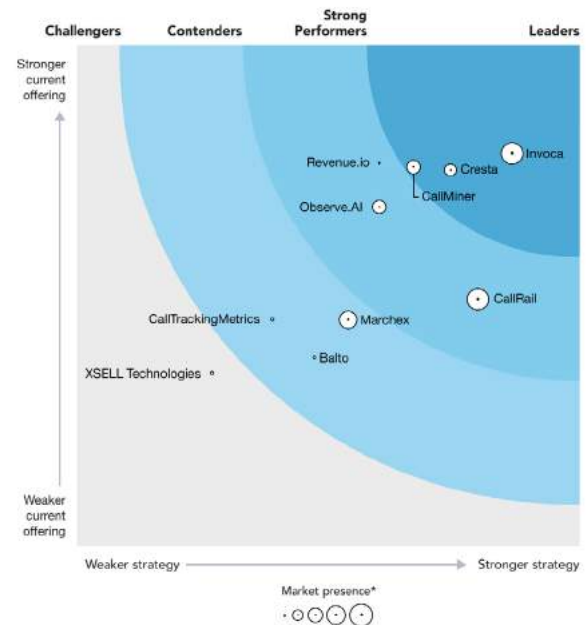 Challengers
Contenders
Strong
Performers
Leaders
Stronger
current
offering
Revenue.io
Invoca
Cresta
CallMiner
Observe.AI
CallRail
CallTrackingMetrics
Marchex
Balto
XSELL Technologies
Weaker
current
offering
Weaker strategy
Stronger strategy
Market presence*